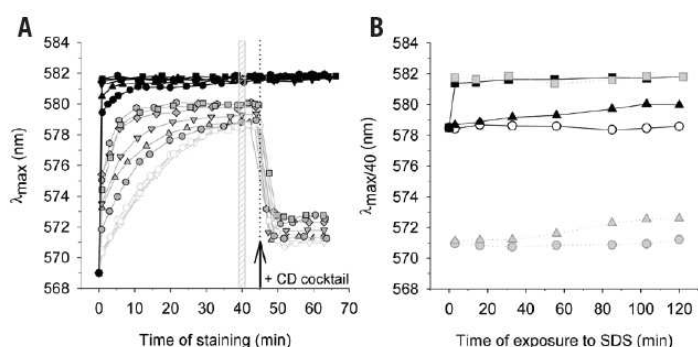 A
584
582
580
578
576
574
572
570
568
λmax (nm)
0 10 20 30 40 50 60 70
Time of staining (min)
+ CD cocktail
B
584
582
580
578
576
574
572
570
568
λmax/40 (nm)
0 20 40 60 80 100 120
Time of exposure to SDS (min)